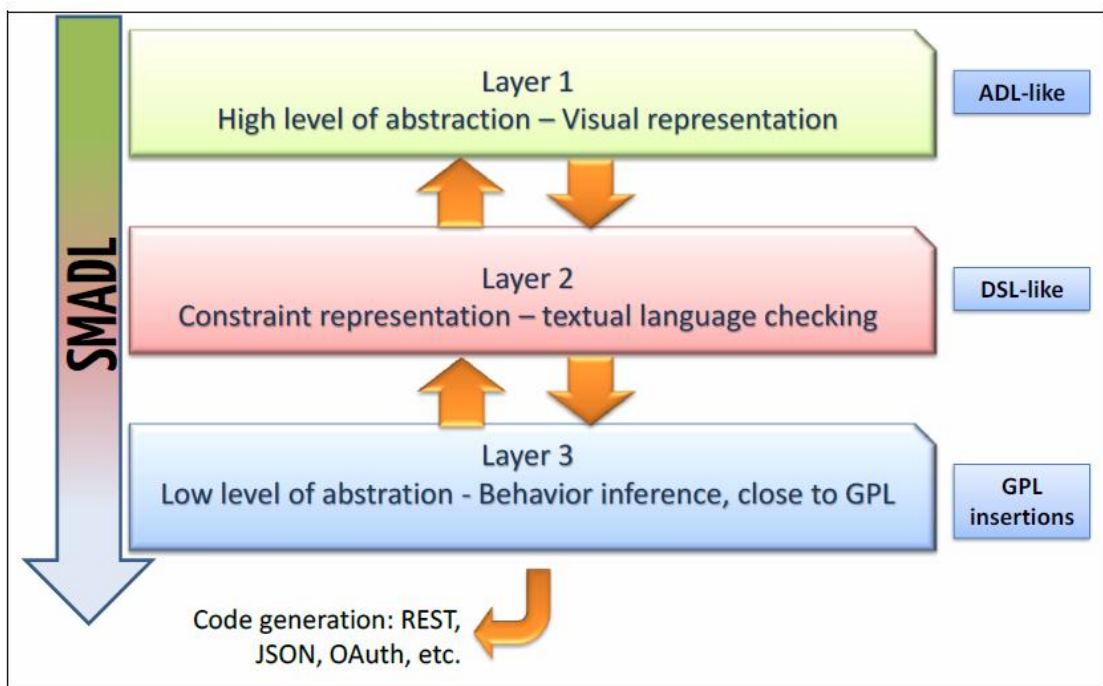 SMADL
Layer 1
High level of abstraction – Visual representation
ADL-like
Layer 2
Constraint representation – textual language checking
DSL-like
Layer 3
Low level of abstration - Behavior inference, close to GPL
GPL
insertions
Code generation: REST,
JSON, OAuth, etc.